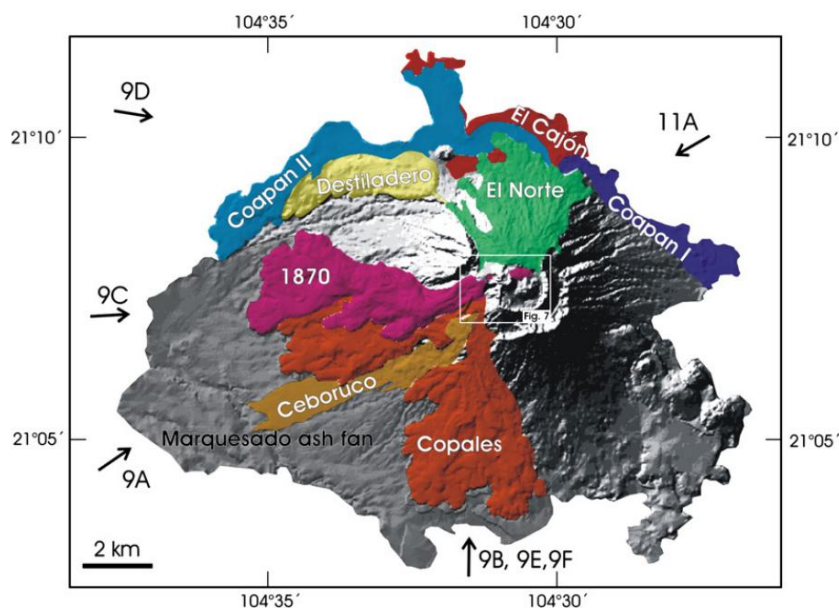 104°35´
104°30´
9D
11A
21°10´
21°10´
El Cajón
Coapan II
Destiladero
El Norte
Coapan I
1870
9C
Fig. 7
Ceboruco
21°05´
Marquesado ash fan
Copales
21°05´
9A
2 km
9B, 9E,9F
104°35´
104°30´